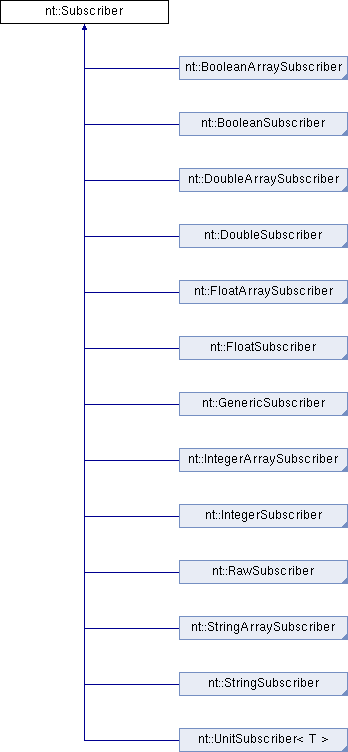 nt::Subscriber
nt::BooleanArraySubscriber
nt::BooleanSubscriber
nt::DoubleArraySubscriber
nt::DoubleSubscriber
nt::FloatArraySubscriber
nt::FloatSubscriber
nt::GenericSubscriber
nt::IntegerArraySubscriber
nt::IntegerSubscriber
nt::RawSubscriber
nt::StringArraySubscriber
nt::StringSubscriber
nt::UnitSubscriber< T >